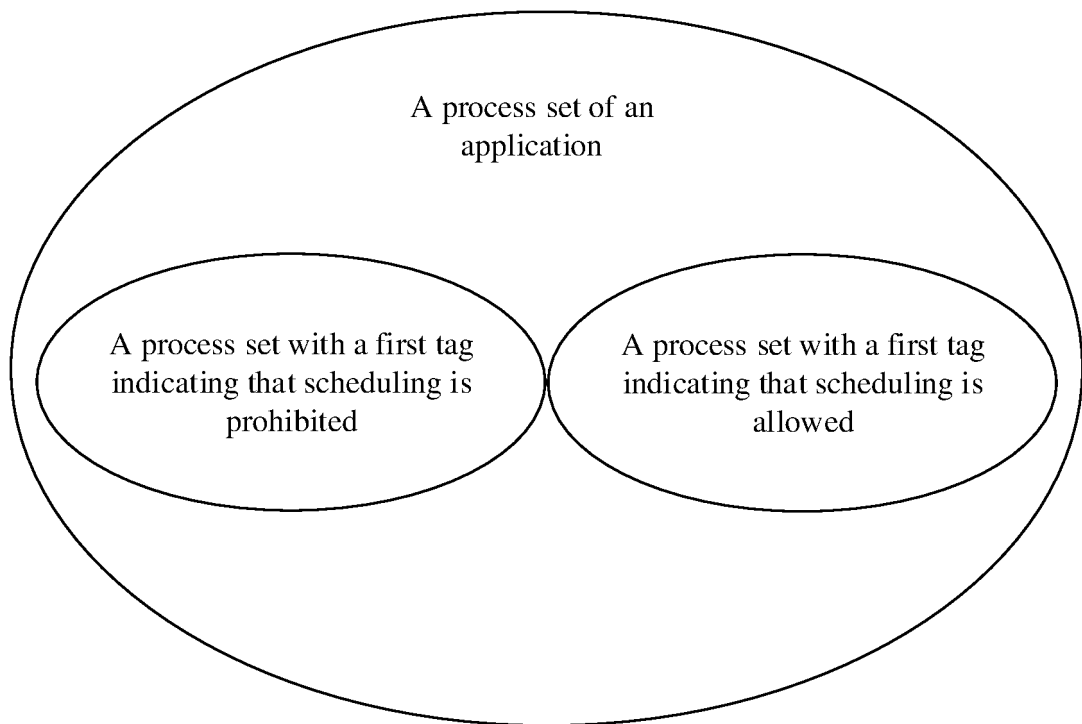 A process set of an
application
A process set with a first tag
indicating that scheduling is
prohibited
A process set with a first tag
indicating that scheduling is
allowed